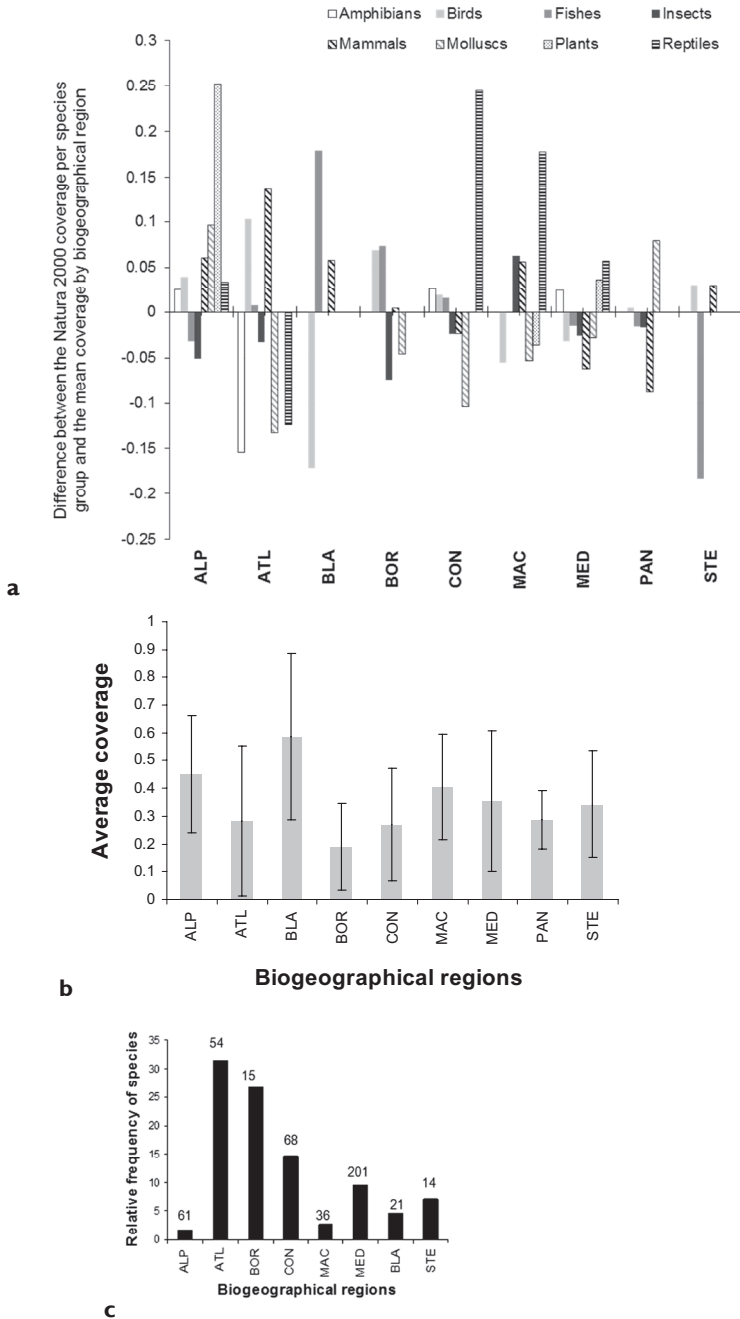 Amphibians Birds Fishes Insects
Mammals Molluscs Plants Reptiles
Difference between the Natura 2000 coverage per species
group and the mean coverage by biogeographical region
0.3
0.25
0.2
0.15
0.1
0.05
0
-0.05
-0.1
-0.15
-0.2
-0.25
ALP ATL BLA BOR CON MAC MED PAN STE
a
Average coverage
1
0.9
0.8
0.7
0.6
0.5
0.4
0.3
0.2
0.1
0
ALP ATL BLA BOR CON MAC MED PAN STE
Biogeographical regions
b
Relative frequency of species
35
30
25
20
15
10
5
0
61 54 15 68 36 201 21 14
ALP ATL BOR CON MAC MED BLA STE
Biogeographical regions
c